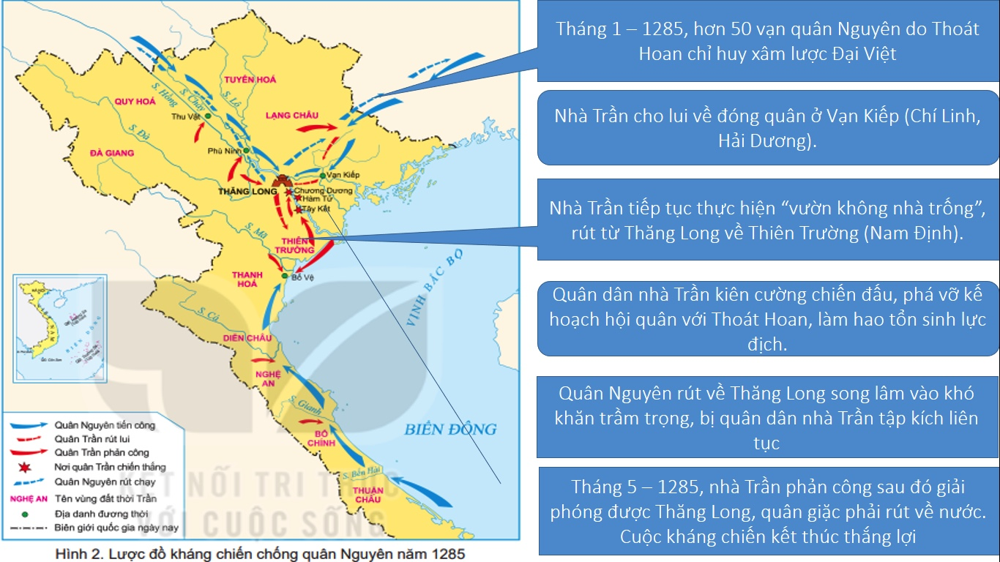 TUYÊN HOÁ
QUY HOÁ
S. Hồng
S. Chảy
S. Lô
LẠNG CHÂU
Thu Vật
S. Đà
ĐÀ GIANG
Phù Ninh
Vạn Kiếp
THĂNG LONG
Chương Dương
Hàm Tử
Tây Kết
S. Mã
THIÊN
TRƯỜNG
THANH
HOÁ
Bố Vệ
VỊNH BẮC BỘ
S. Cả
DIỄN CHÂU
NGHỆ
AN
S. Gianh
BỐ
CHÍNH
BIỂN ĐÔNG
S. Bến Hải
THUẬN
CHÂU
VIỆT NAM
BIỂN ĐÔNG
Quân Nguyên tiến công
Quân Trần rút lui
Quân Trần phản công
Nơi quân Trần chiến thắng
Quân Nguyên rút chạy
NGHỆ AN Tên vùng đất thời Trần
Địa danh đương thời
Biên giới quốc gia ngày nay
KẾT NỐI TRI THỨC
VỚI CUỘC SỐNG
Hình 2. Lược đồ kháng chiến chống quân Nguyên năm 1285
Tháng 1 – 1285, hơn 50 vạn quân Nguyên do Thoát
Hoan chỉ huy xâm lược Đại Việt
Nhà Trần cho lui về đóng quân ở Vạn Kiếp (Chí Linh,
Hải Dương).
Nhà Trần tiếp tục thực hiện “vườn không nhà trống”,
rút từ Thăng Long về Thiên Trường (Nam Định).
Quân dân nhà Trần kiên cường chiến đấu, phá vỡ kế
hoạch hội quân với Thoát Hoan, làm hao tổn sinh lực
địch.
Quân Nguyên rút về Thăng Long song lâm vào khó
khăn trầm trọng, bị quân dân nhà Trần tập kích liên
tục
Tháng 5 – 1285, nhà Trần phản công sau đó giải
phóng được Thăng Long, quân giặc phải rút về nước.
Cuộc kháng chiến kết thúc thắng lợi